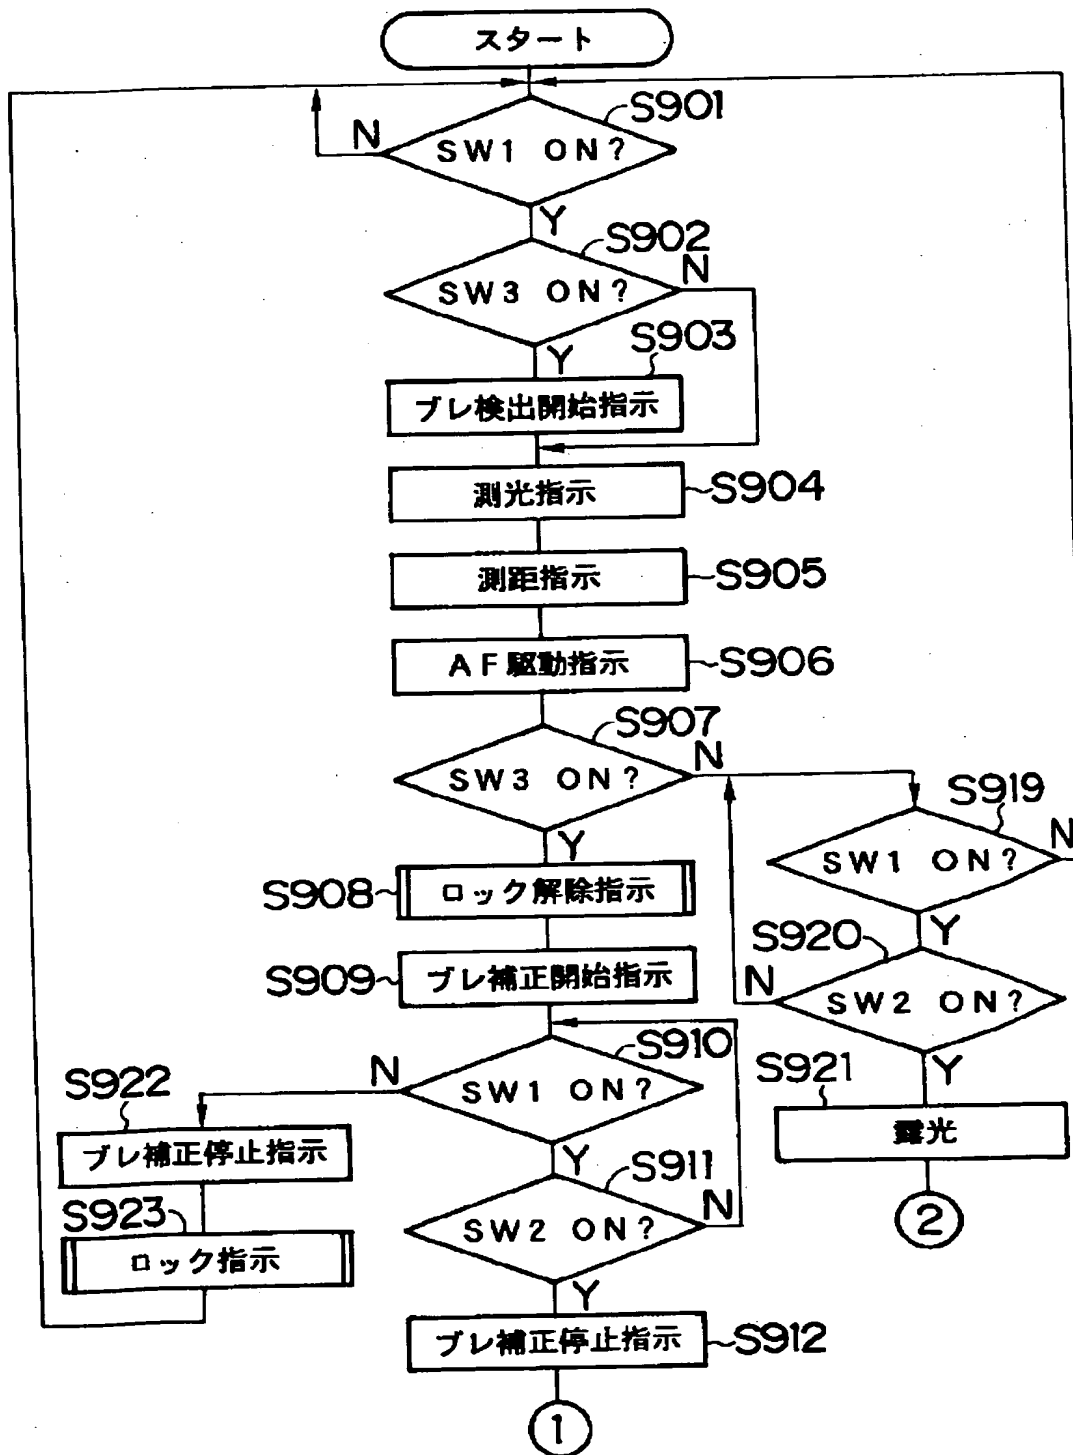 スタート
S901
SW1 ON?
N
Y
S902
SW3 ON?
N
Y
S903
ブレ検出開始指示
測光指示
S904
測距指示
S905
AF駆動指示
S906
S907
SW3 ON?
N
Y
S919
SW1 ON?
N
Y
S908
ロック解除指示
S920
SW2 ON?
N
Y
S909
ブレ補正開始指示
S910
SW1 ON?
N
Y
S921
露光
②
S922
ブレ補正停止指示
S911
SW2 ON?
N
Y
S923
ロック指示
ブレ補正停止指示
S912
①